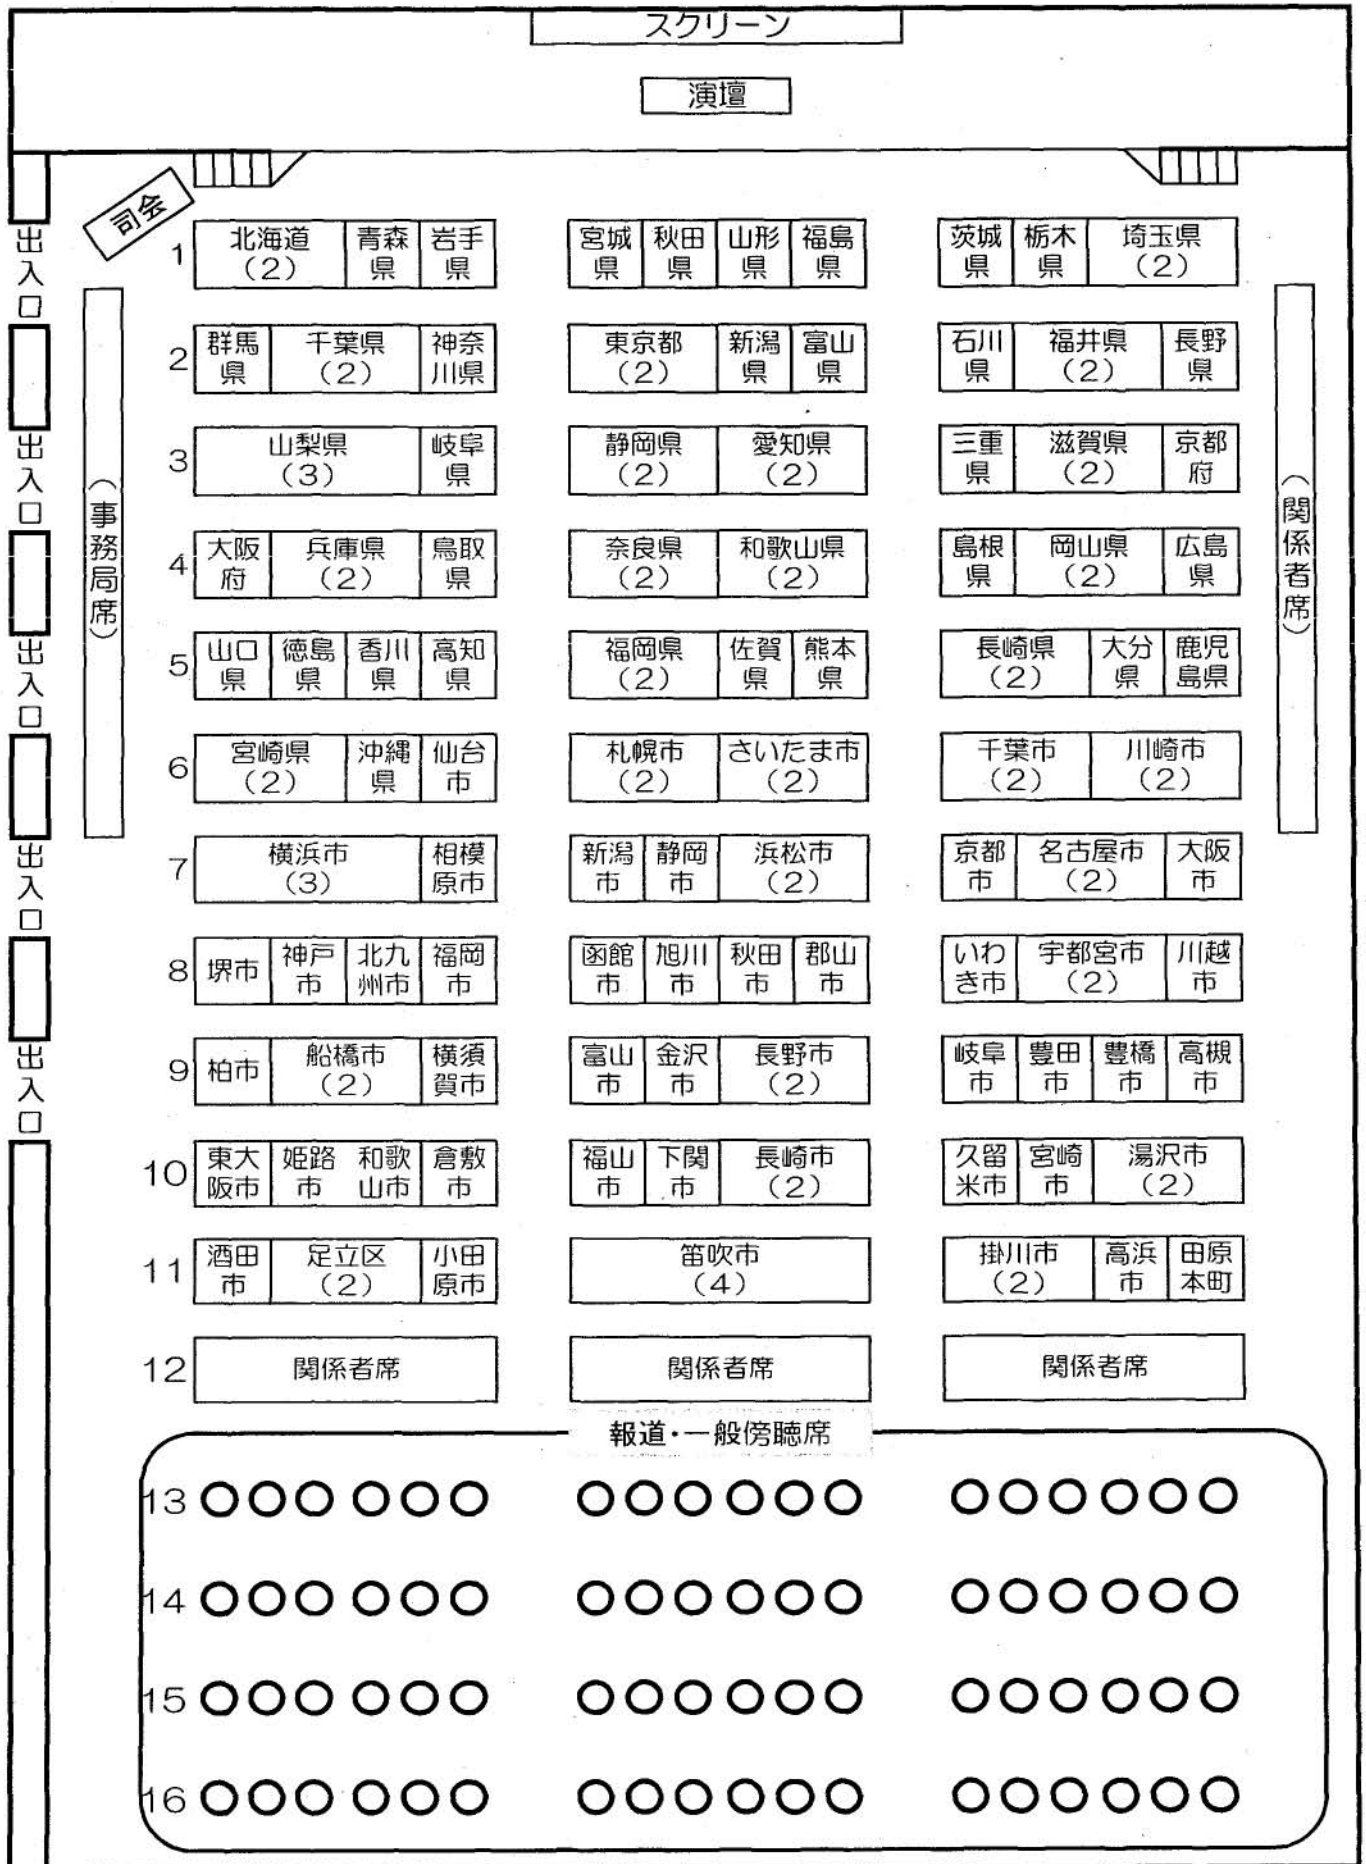 スクリーン
演壇
司会
出入口
出入口
出入口
出入口
出入口
(事務局席)
(関係者席)
1 北海道(2) 青森県 岩手県 宮城県 秋田県 山形県 福島県 茨城県 栃木県 埼玉県(2)
2 群馬県 千葉県(2) 神奈川県 東京都(2) 新潟県 富山県 石川県 福井県(2) 長野県
3 山梨県(3) 岐阜県 静岡県(2) 愛知県(2) 三重県 滋賀県(2) 京都府
4 大阪府 兵庫県(2) 鳥取県 奈良県(2) 和歌山県(2) 島根県 岡山県(2) 広島県
5 山口県 徳島県 香川県 高知県 福岡県(2) 佐賀県 熊本県 長崎県(2) 大分県 鹿児島県
6 宮崎県(2) 沖縄県 仙台市 札幌市(2) さいたま市(2) 千葉市(2) 川崎市(2)
7 横浜市(3) 相模原市 新潟市 静岡市 浜松市(2) 京都市 名古屋市(2) 大阪市
8 堺市 神戸市 北九州市 福岡市 函館市 旭川市 秋田市 郡山市 いわき市 宇都宮市(2) 川越市
9 柏市 船橋市(2) 横須賀市 富山市 金沢市 長野市(2) 岐阜市 豊田市 豊橋市 高槻市
10 東大阪市 姫路市 和歌山市 倉敷市 福山市 下関市 長崎市(2) 久留米市 宮崎市 湯沢市(2)
11 酒田市 足立区(2) 小田原市 笛吹市(4) 掛川市(2) 高浜市 田原本町
12 関係者席 関係者席 関係者席
報道・一般傍聴席
13
14
15
16